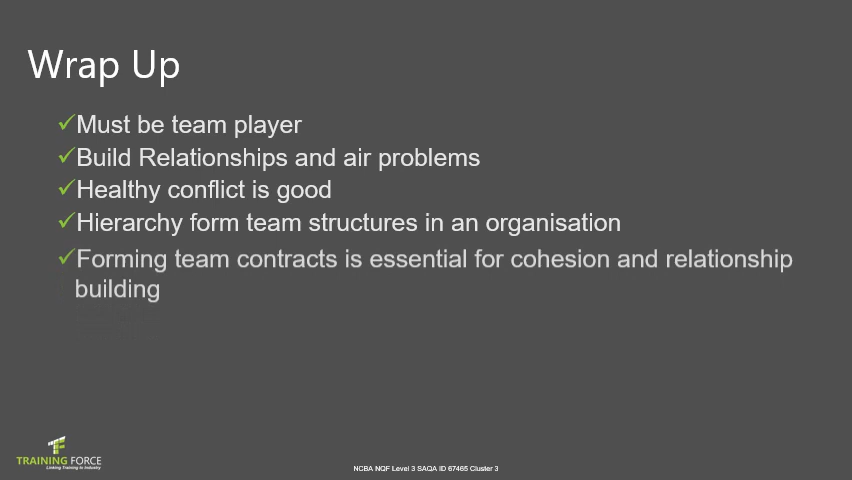 Wrap Up
✓Must be team player
✓Build Relationships and air problems
✓Healthy conflict is good
✓Hierarchy form team structures in an organisation
✓Forming team contracts is essential for cohesion and relationship
building
TRAINING FORCE
Linking Training to Industry
NCBA NQF Level 3 SAQA ID 67465 Cluster 3